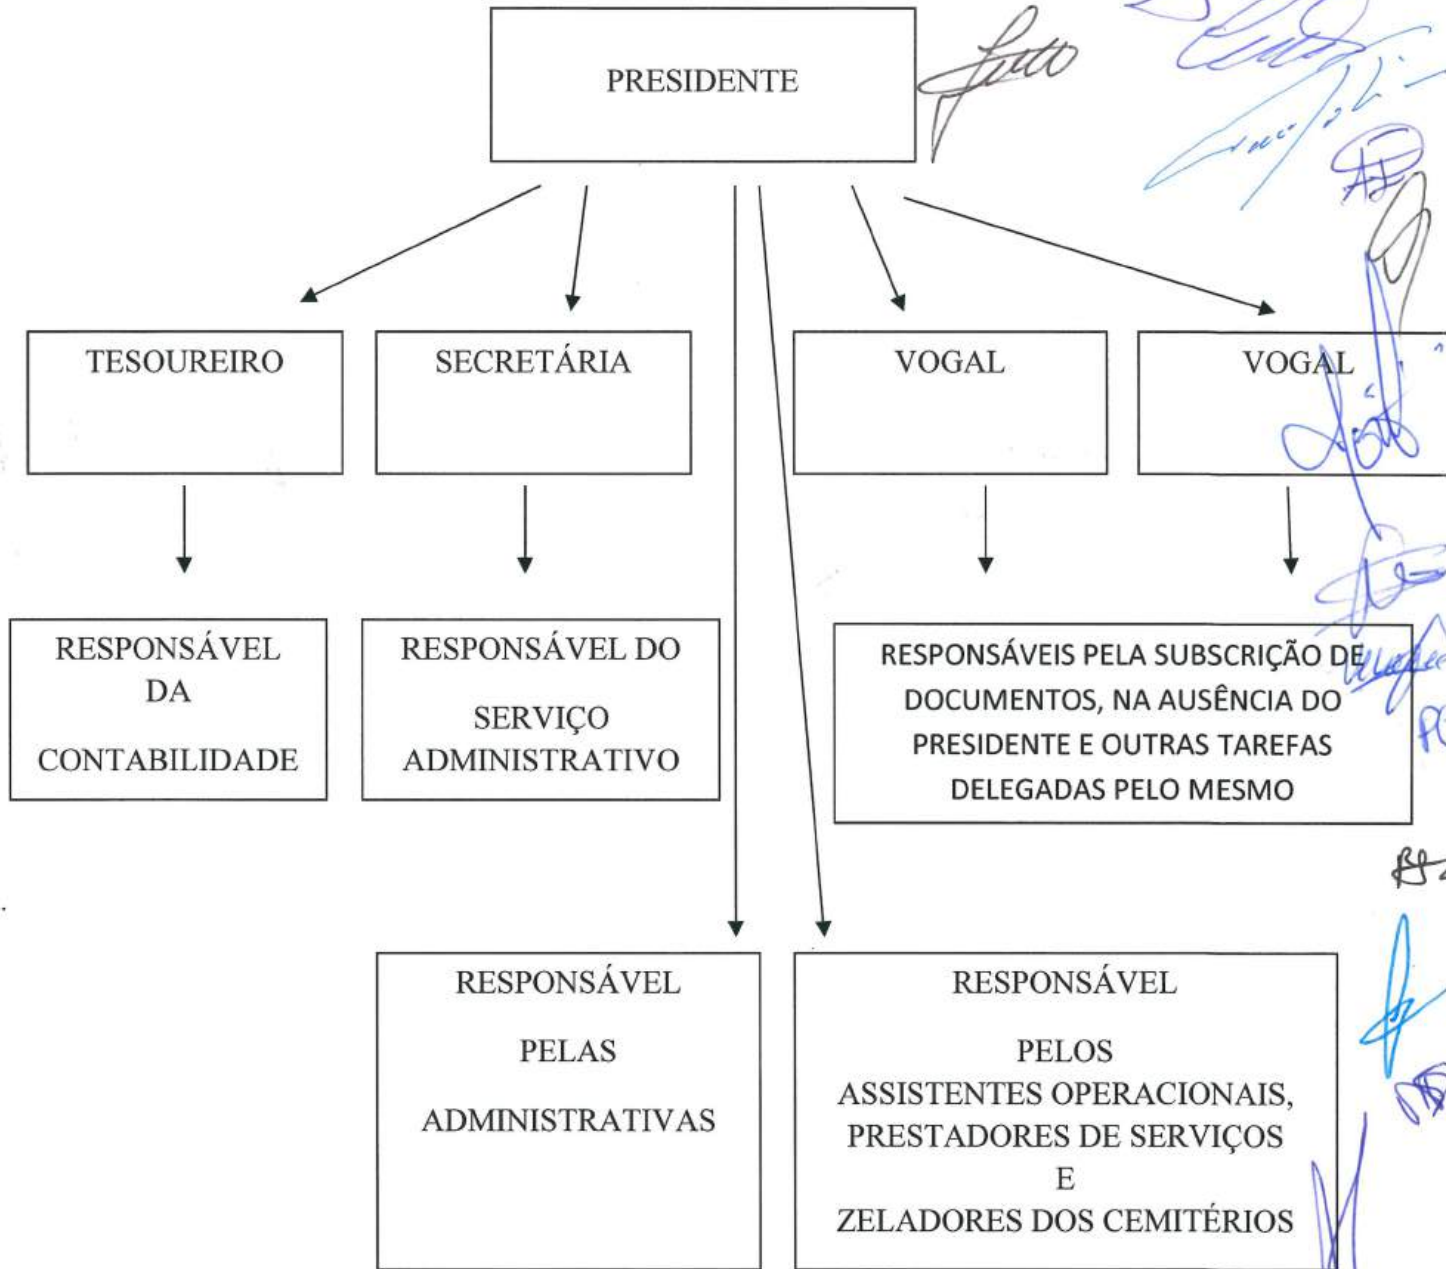 PRESIDENTE
TESOUREIRO
SECRETÁRIA
VOGAL
VOGAL
RESPONSÁVEL
DA
CONTABILIDADE
RESPONSÁVEL DO
SERVIÇO
ADMINISTRATIVO
RESPONSÁVEIS PELA SUBSCRIÇÃO DE
DOCUMENTOS, NA AUSÊNCIA DO
PRESIDENTE E OUTRAS TAREFAS
DELEGADAS PELO MESMO
RESPONSÁVEL
PELAS
ADMINISTRATIVAS
RESPONSÁVEL
PELOS
ASSISTENTES OPERACIONAIS,
PRESTADORES DE SERVIÇOS
E
ZELADORES DOS CEMITÉRIOS